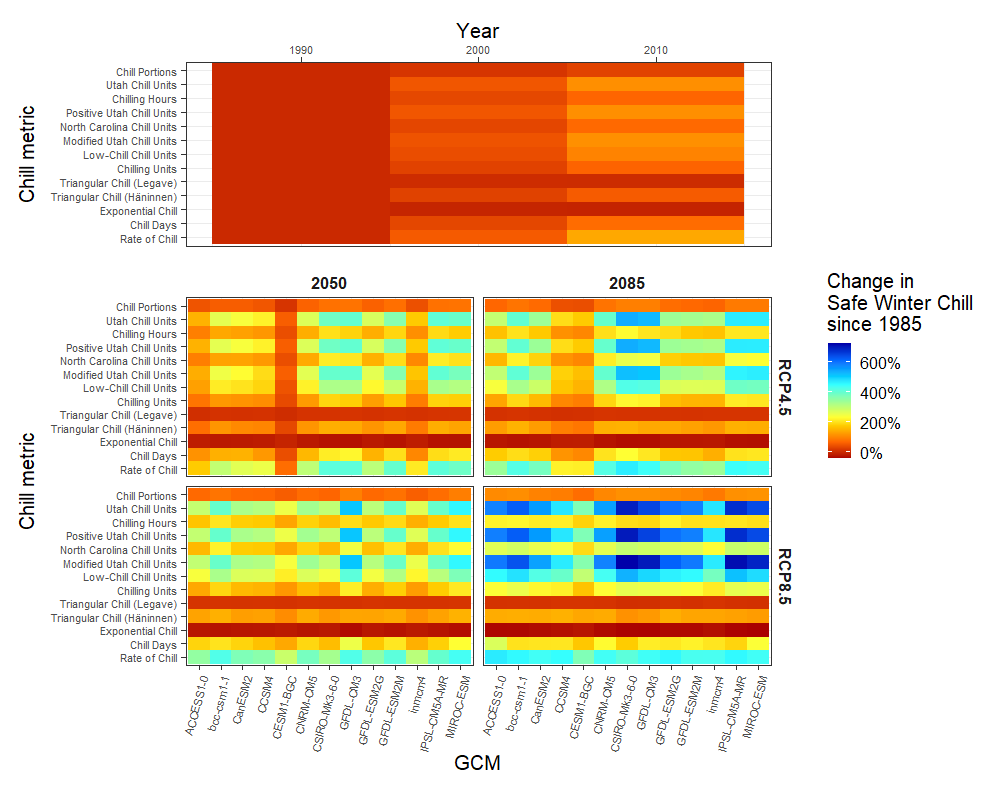 Year
1990 2000 2010
Chill metric
Chill Portions
Utah Chill Units
Chilling Hours
Positive Utah Chill Units
North Carolina Chill Units
Modified Utah Chill Units
Low-Chill Chill Units
Chilling Units
Triangular Chill (Legave)
Triangular Chill (Häninnen)
Exponential Chill
Chill Days
Rate of Chill
2050 2085
Chill metric
Chill Portions
Utah Chill Units
Chilling Hours
Positive Utah Chill Units
North Carolina Chill Units
Modified Utah Chill Units
Low-Chill Chill Units
Chilling Units
Triangular Chill (Legave)
Triangular Chill (Häninnen)
Exponential Chill
Chill Days
Rate of Chill
RCP4.5
Chill Portions
Utah Chill Units
Chilling Hours
Positive Utah Chill Units
North Carolina Chill Units
Modified Utah Chill Units
Low-Chill Chill Units
Chilling Units
Triangular Chill (Legave)
Triangular Chill (Häninnen)
Exponential Chill
Chill Days
Rate of Chill
RCP8.5
ACCESS1-0
bcc-csm1-1
CanESM2
CCSM4
CESM1-BGC
CNRM-CM5
CSIRO-Mk3-6-0
GFDL-CM3
GFDL-ESM2G
GFDL-ESM2M
inmcm4
IPSL-CM5A-MR
MIROC-ESM
ACCESS1-0
bcc-csm1-1
CanESM2
CCSM4
CESM1-BGC
CNRM-CM5
CSIRO-Mk3-6-0
GFDL-CM3
GFDL-ESM2G
GFDL-ESM2M
inmcm4
IPSL-CM5A-MR
MIROC-ESM
GCM
Change in
Safe Winter Chill
since 1985
600%
400%
200%
0%